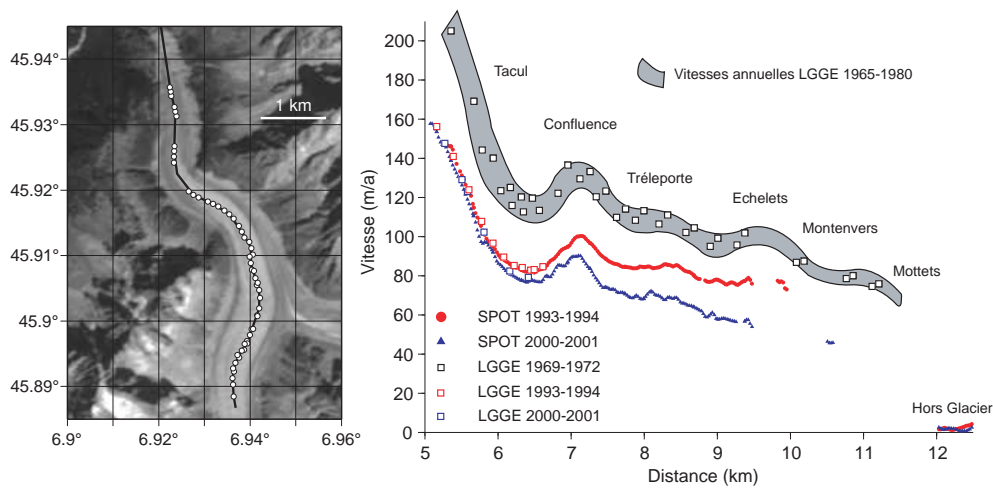 45.94°
45.93°
45.92°
45.91°
45.9°
45.89°
6.9°
6.92°
6.94°
6.96°
1 km
Vitesse (m/a)
200
180
160
140
120
100
80
60
40
20
0
Tacul
Confluence
Tréleporte
Echelets
Montenvers
Mottets
Hors Glacier
Vitesses annuelles LGGE 1965-1980
SPOT 1993-1994
SPOT 2000-2001
LGGE 1969-1972
LGGE 1993-1994
LGGE 2000-2001
5
6
7
8
9
10
11
12
Distance (km)